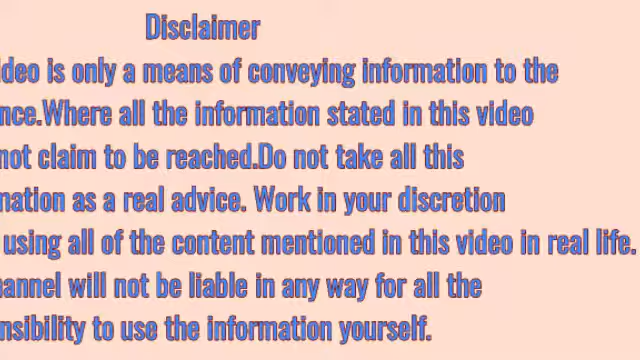 Disclaimer
ideo is only a means of conveying information to the
nce.Where all the information stated in this video
not claim to be reached.Do not take all this
mation as a real advice. Work in your discretion
using all of the content mentioned in this video in real life.
annel will not be liable in any way for all the
nsibility to use the information yourself.